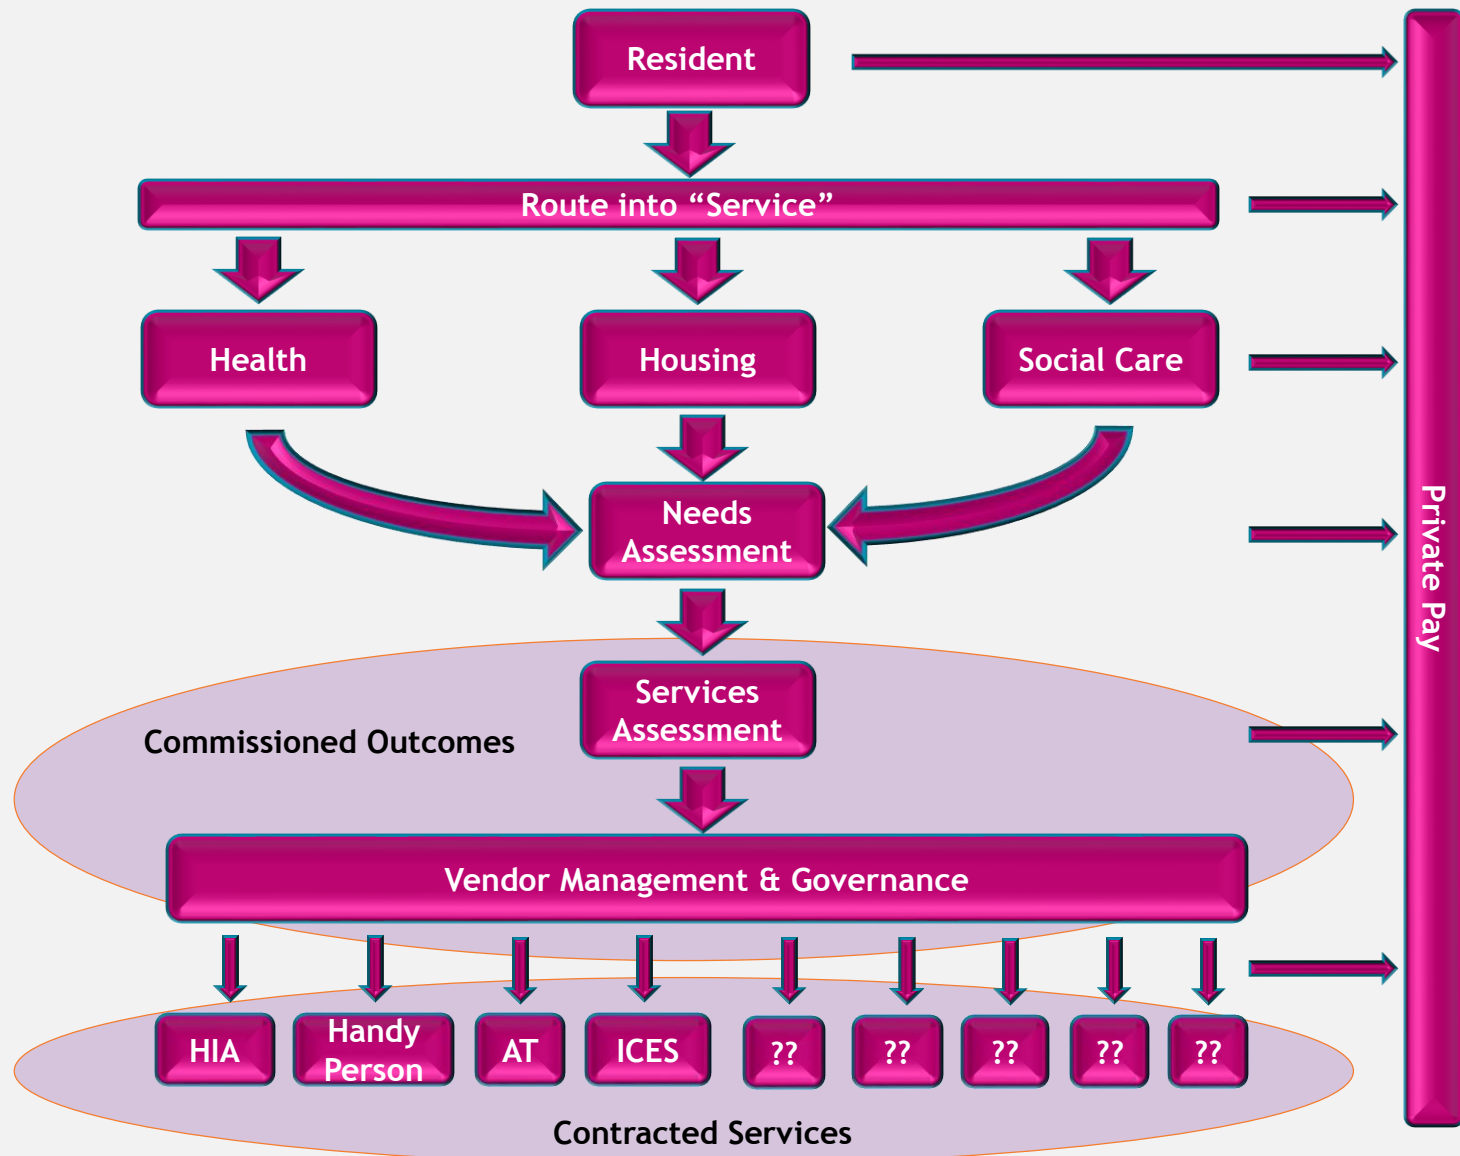 Resident
Route into “Service”
Health
Housing
Social Care
Needs
Assessment
Services
Assessment
Commissioned Outcomes
Vendor Management & Governance
HIA
Handy
Person
AT
ICES
??
??
??
??
??
Contracted Services
Private Pay